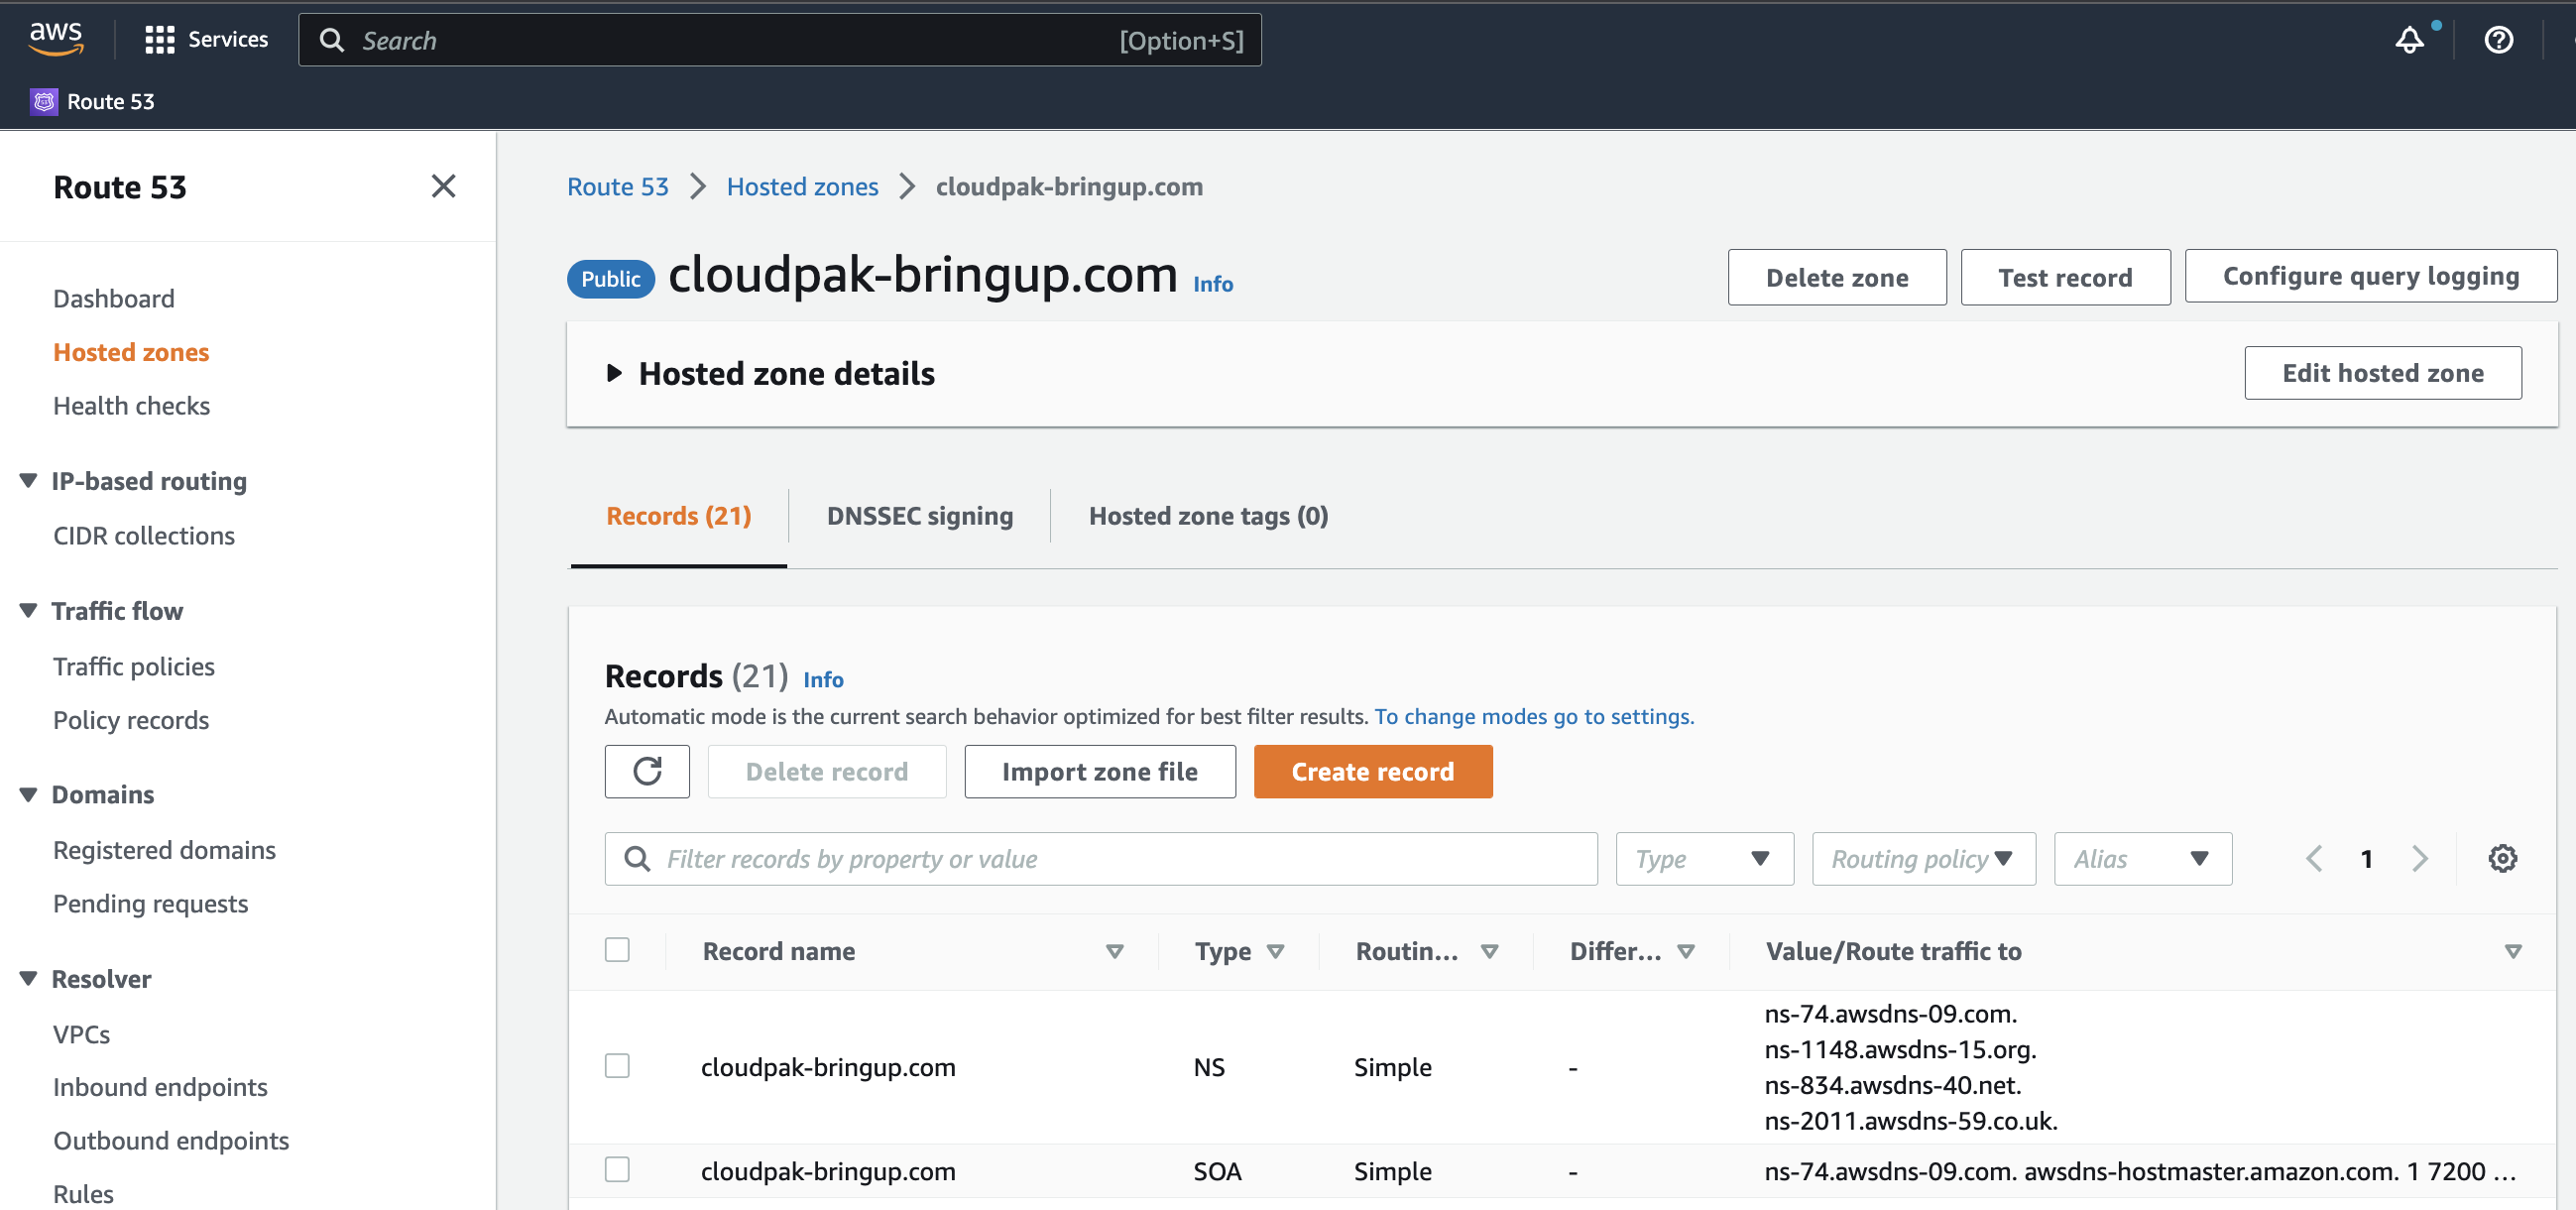 aws
Services
Search
[Option+S]
Route 53
Route 53
Dashboard
Hosted zones
Health checks
IP-based routing
CIDR collections
Traffic flow
Traffic policies
Policy records
Domains
Registered domains
Pending requests
Resolver
VPCs
Inbound endpoints
Outbound endpoints
Rules
Route 53 > Hosted zones > cloudpak-bringup.com
Public cloudpak-bringup.com Info
Delete zone
Test record
Configure query logging
Hosted zone details
Edit hosted zone
Records (21)
DNSSEC signing
Hosted zone tags (0)
Records (21) Info
Automatic mode is the current search behavior optimized for best filter results. To change modes go to settings.
Delete record
Import zone file
Create record
Filter records by property or value
Type
Routing policy
Alias
1
Record name
Type
Routin...
Differ...
Value/Route traffic to
cloudpak-bringup.com
NS
Simple
-
ns-74.awsdns-09.com.
ns-1148.awsdns-15.org.
ns-834.awsdns-40.net.
ns-2011.awsdns-59.co.uk.
cloudpak-bringup.com
SOA
Simple
-
ns-74.awsdns-09.com. awsdns-hostmaster.amazon.com. 1 7200 ...